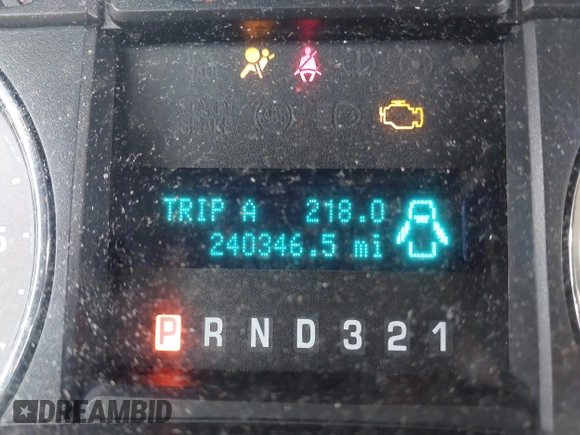 TRIP A 218.0
240346.5 mi
P R N D 3 2 1
DREAMBID